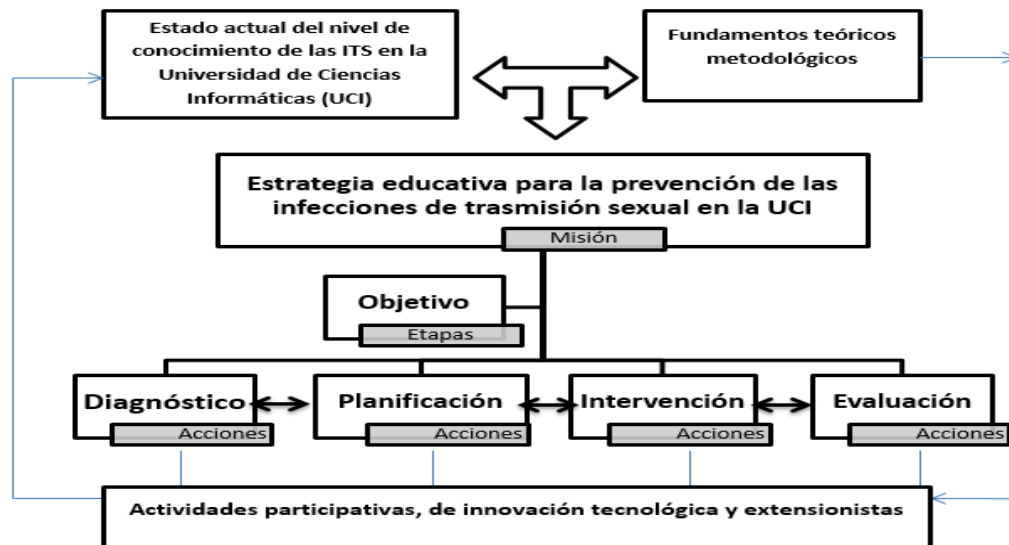 Estado actual del nivel de
conocimiento de las ITS en la
Universidad de Ciencias
Informáticas (UCI)
Fundamentos teóricos
metodológicos
Estrategia educativa para la prevención de las
infecciones de trasmisión sexual en la UCI
Misión
Objetivo
Etapas
Diagnóstico
Acciones
Planificación
Acciones
Intervención
Acciones
Evaluación
Acciones
Actividades participativas, de innovación tecnológica y extensionistas